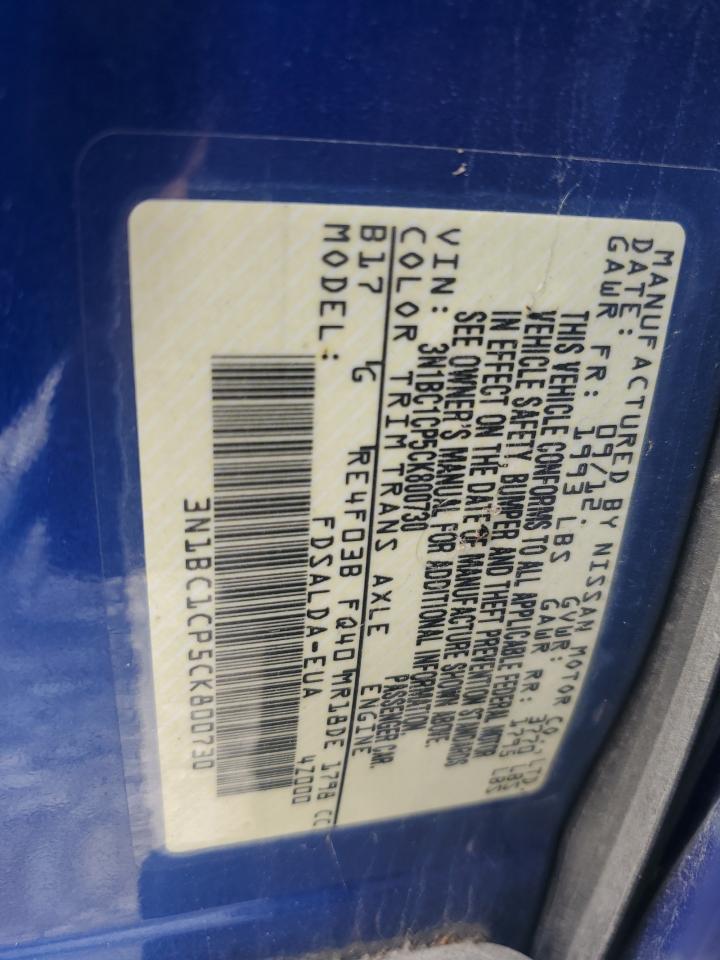 MANUFACTURED BY NISSAN MOTOR CO., LTD.
DATE: 09/12. GVWR: 3720 LBS
GAWR FR: 1993 LBS GAWR RR: 1795 LBS
THIS VEHICLE CONFORMS TO ALL APPLICABLE FEDERAL MOTOR
VEHICLE SAFETY, BUMPER AND THEFT PREVENTION STANDARDS
IN EFFECT ON THE DATE OF MANUFACTURE SHOWN ABOVE.
SEE OWNER'S MANUAL FOR ADDITIONAL INFORMATION.
VIN: 3N1BC1CP5CK800730 PASSENGER CAR.
COLOR TRIM TRANS AXLE ENGINE
B17 G RE4F03B FQ40 MR18DE 1798 CC
MODEL: FDSALDA-EUA 4Z000
3N1BC1CP5CK800730